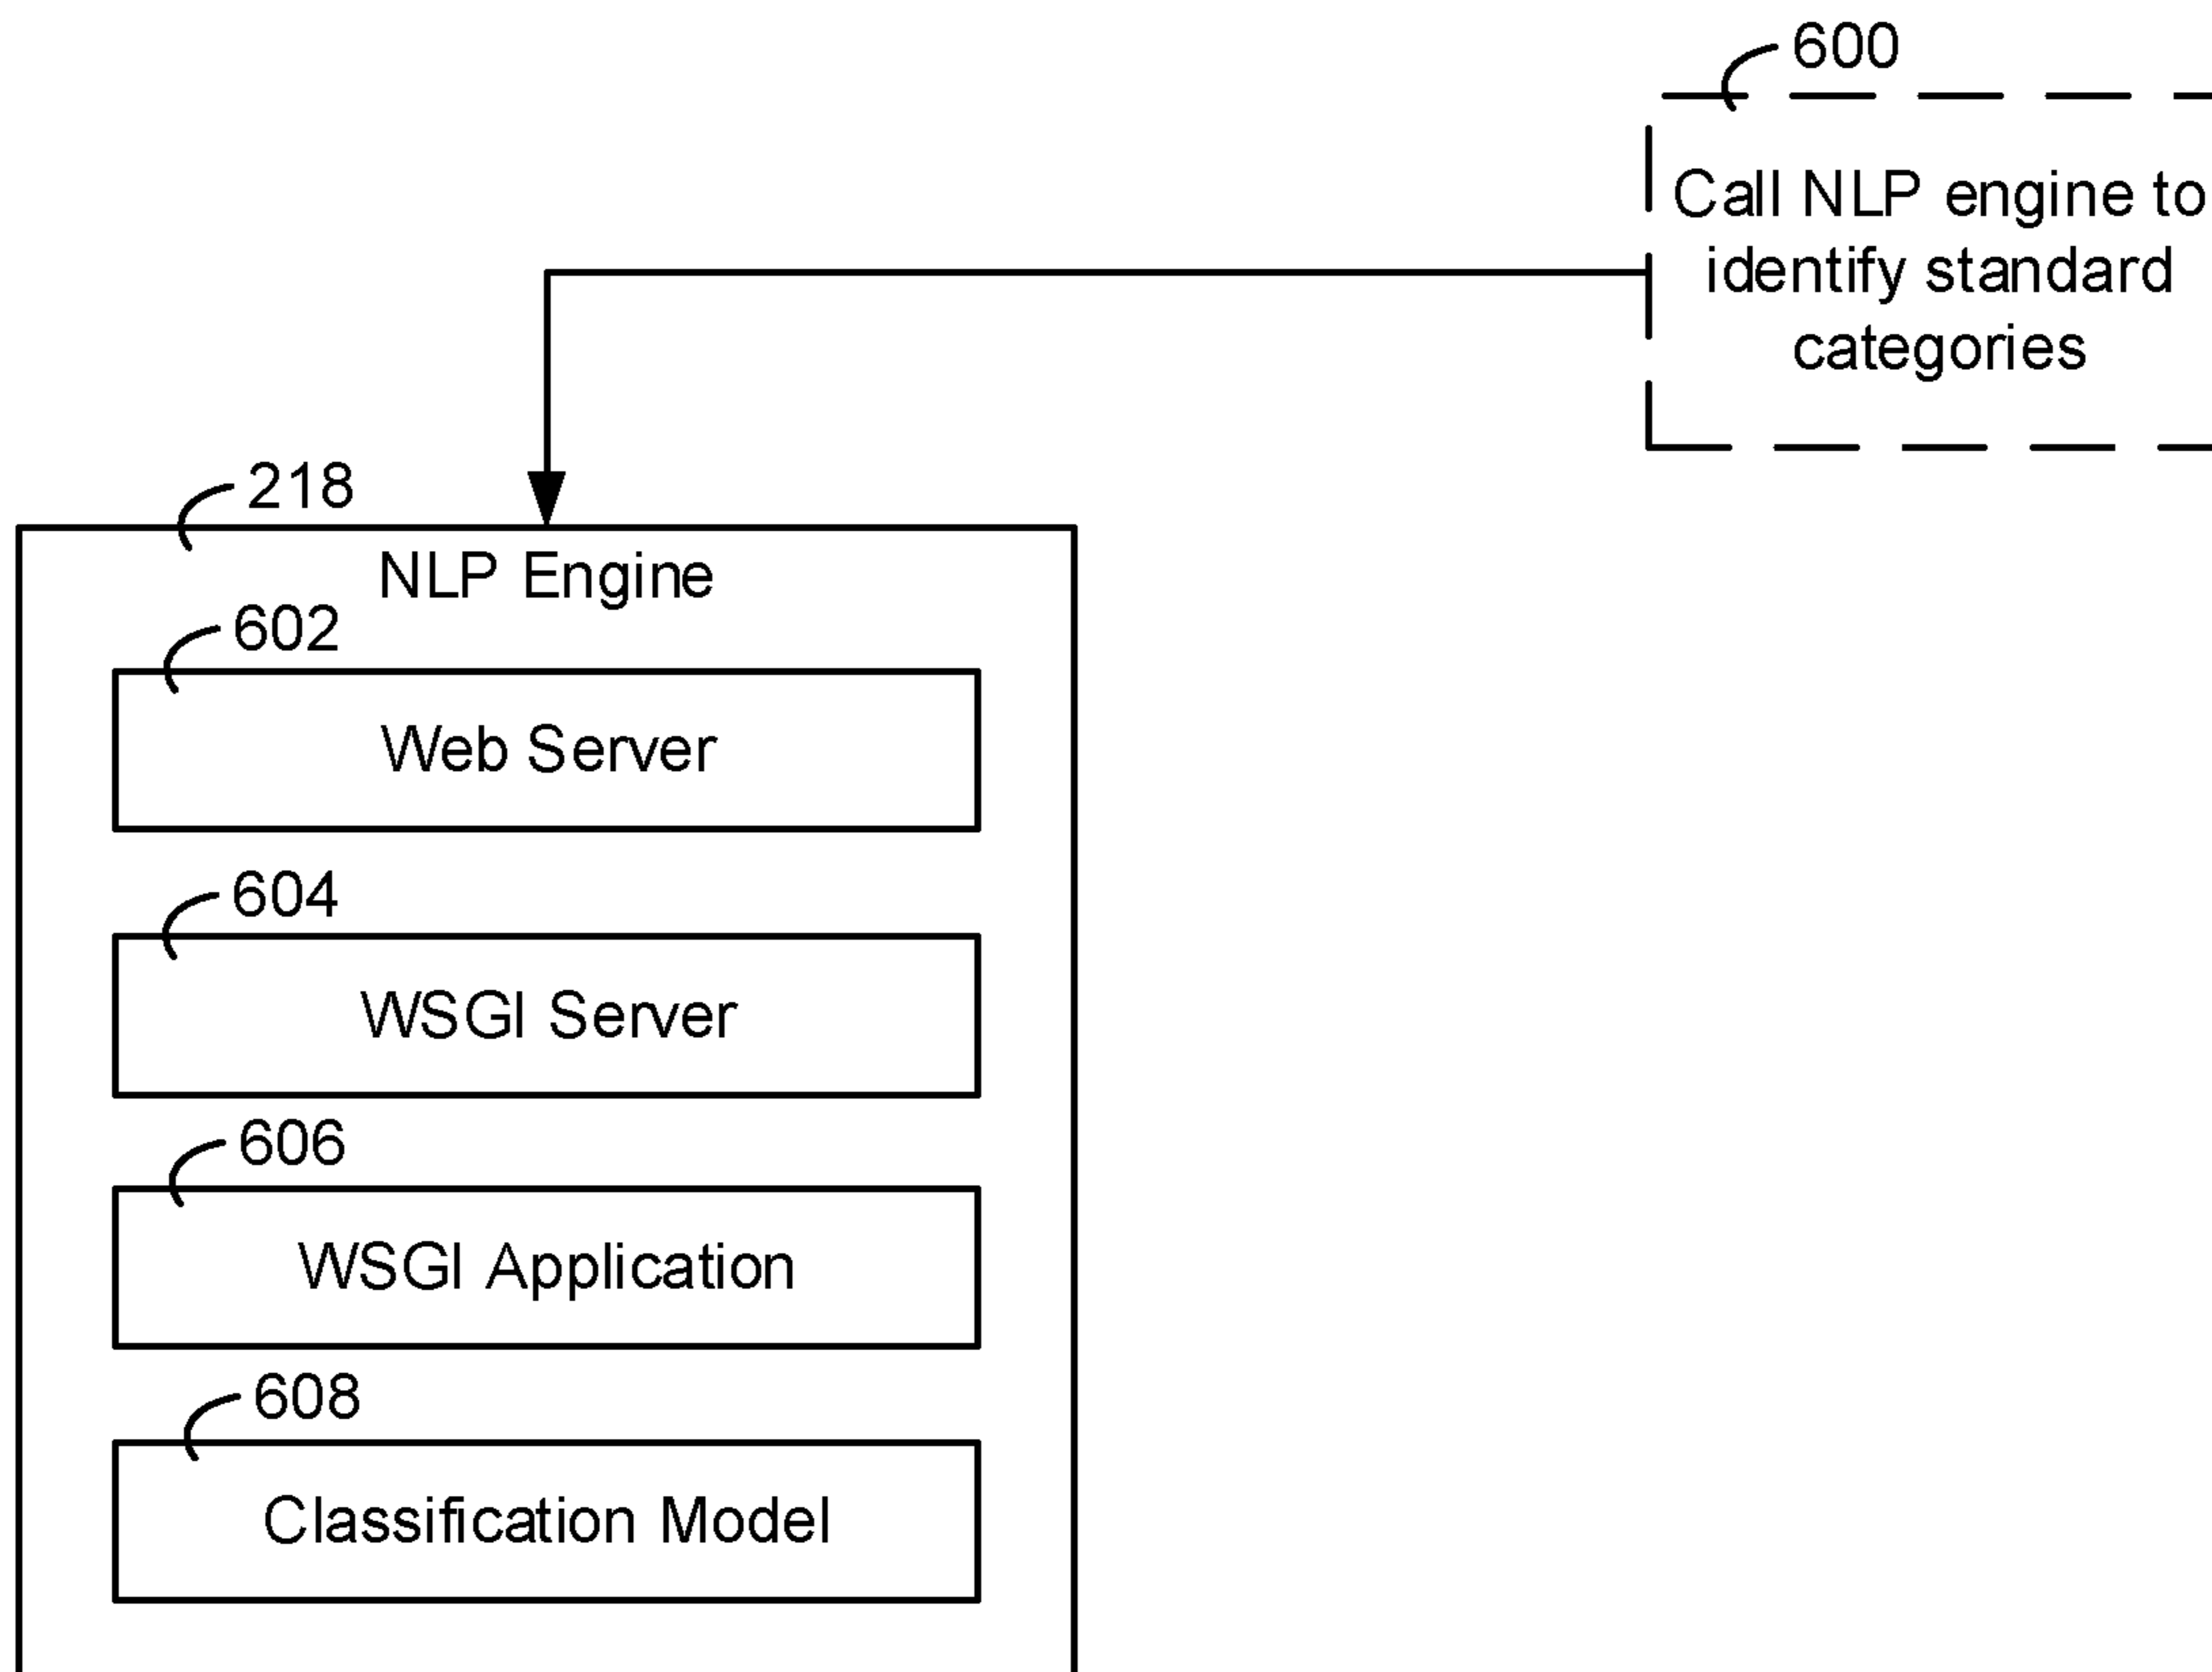 600
Call NLP engine to
identify standard
categories
218
NLP Engine
602
Web Server
604
WSGI Server
606
WSGI Application
608
Classification Model